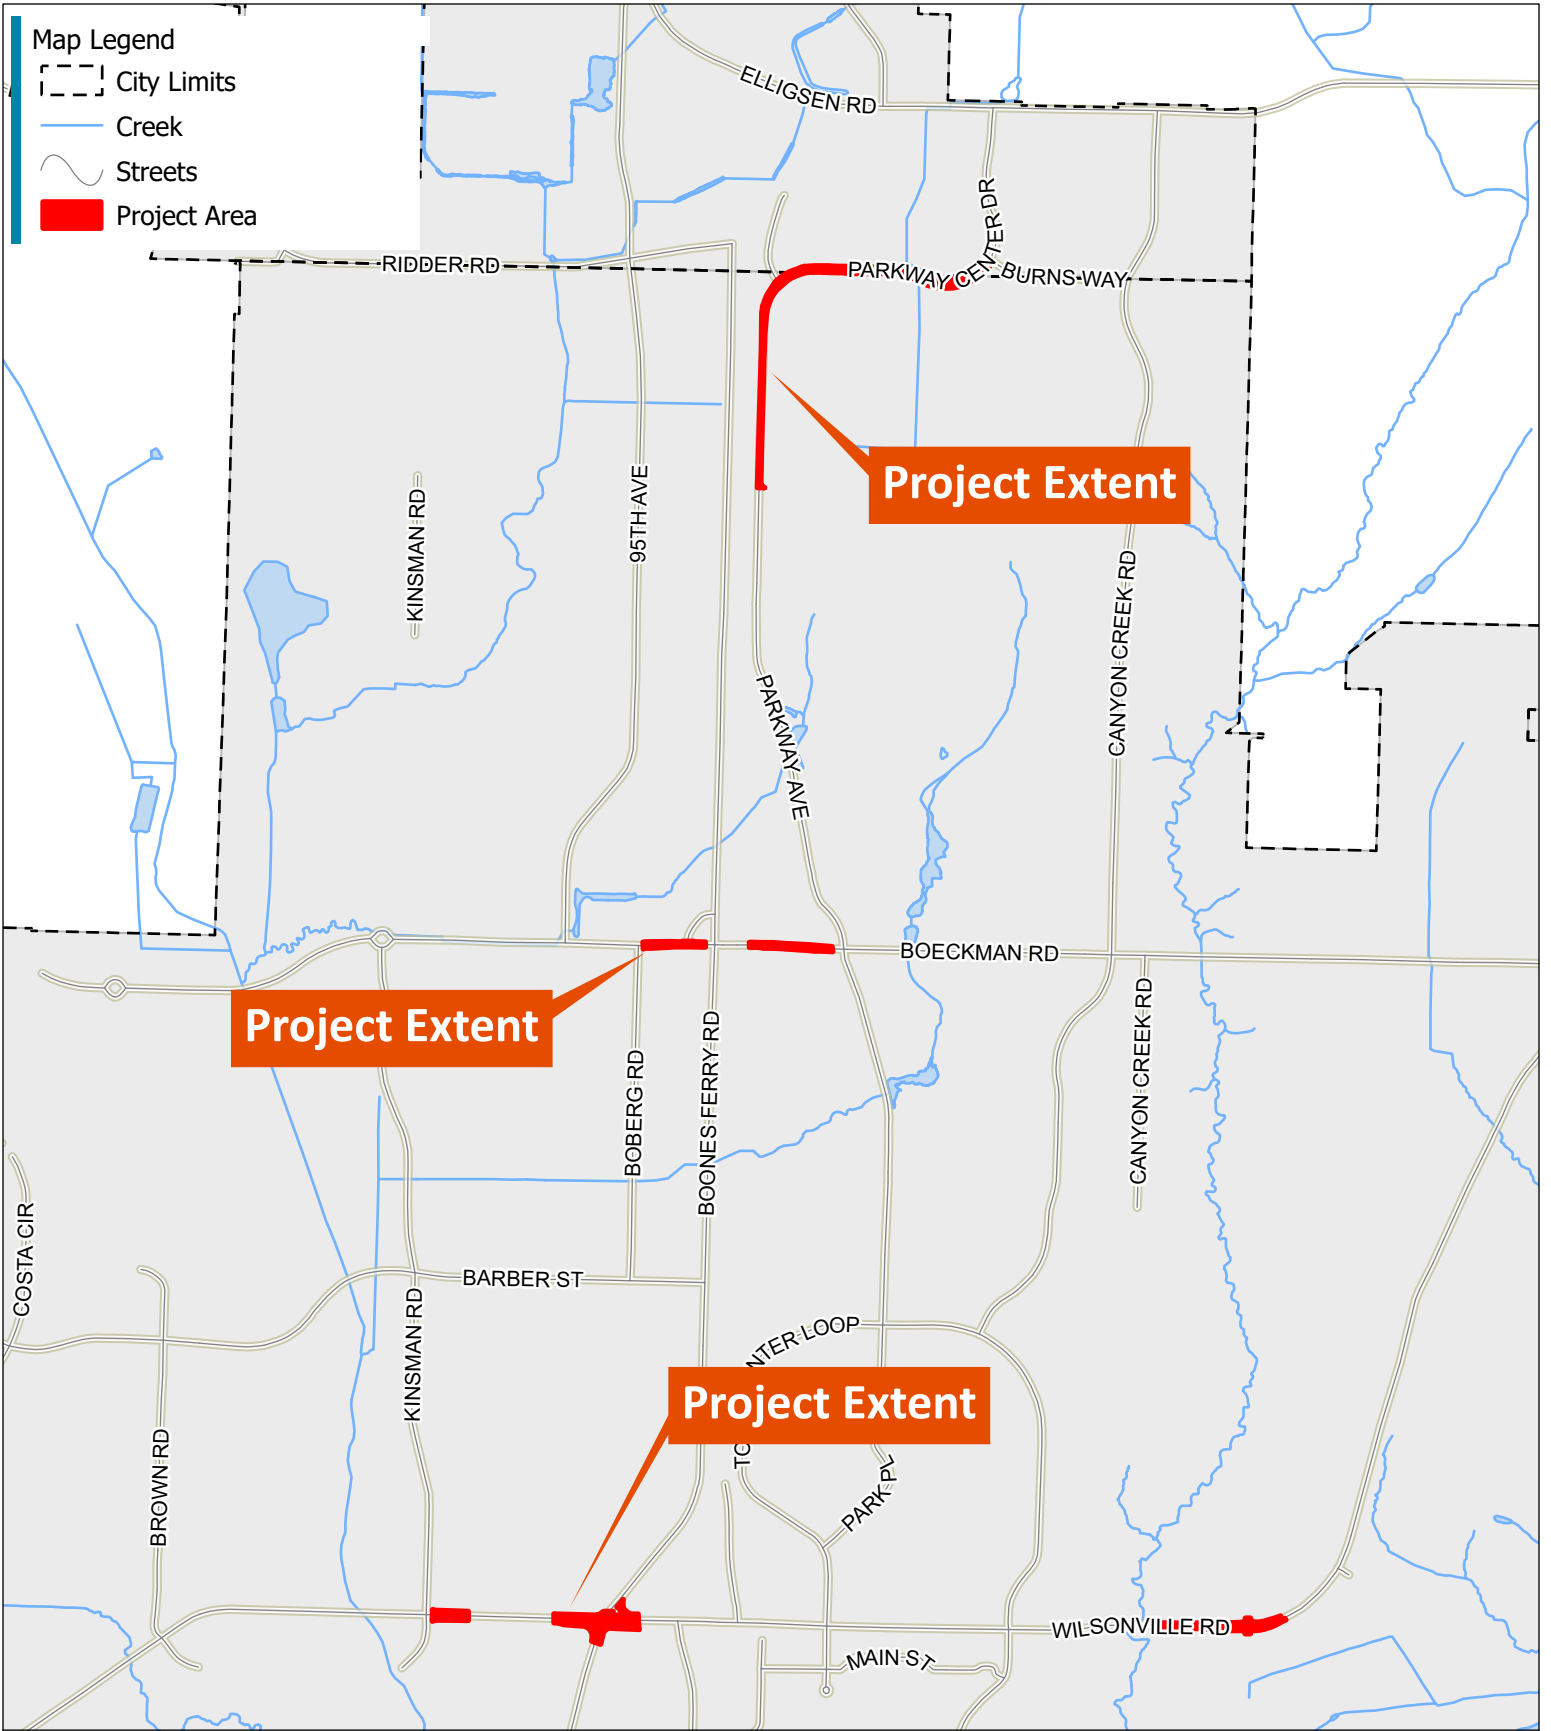 Map Legend
City Limits
Creek
Streets
Project Area
ELLIGSEN RD
RIDDER RD
PARKWAY CENTER DR
BURNS WAY
Project Extent
KINSMAN RD
95TH AVE
CANYON CREEK RD
PARKWAY AVE
BOECKMAN RD
Project Extent
CANYON CREEK RD
BOBERG RD
BOONES FERRY RD
COSTA CIR
BARBER ST
KINSMAN RD
NTER LOOP
Project Extent
TO
BROWN RD
PARK PL
WILSONVILLE RD
MAIN ST